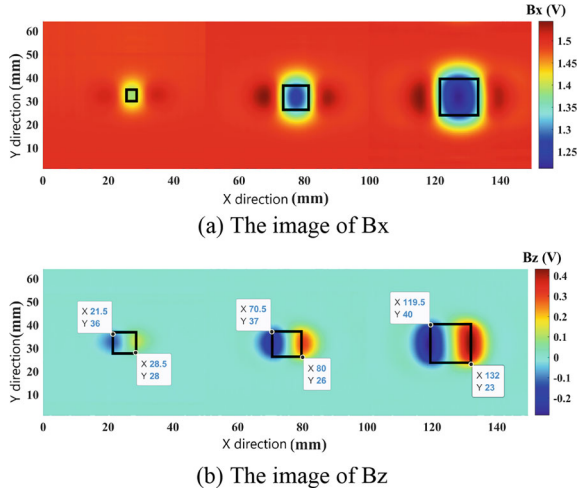 Bx (V)
60
50
40
30
20
10
Y direction(mm)
1.5
1.45
1.4
1.35
1.3
1.25
0 20 40 60 80 100 120 140
X direction (mm)
(a) The image of Bx
Bz (V)
60
50
40
30
20
10
Y direction(mm)
X 21.5
Y 36
X 28.5
Y 28
X 70.5
Y 37
X 80
Y 26
X 119.5
Y 40
X 132
Y 23
0.4
0.3
0.2
0.1
0
-0.1
-0.2
0 20 40 60 80 100 120 140
X direction (mm)
(b) The image of Bz